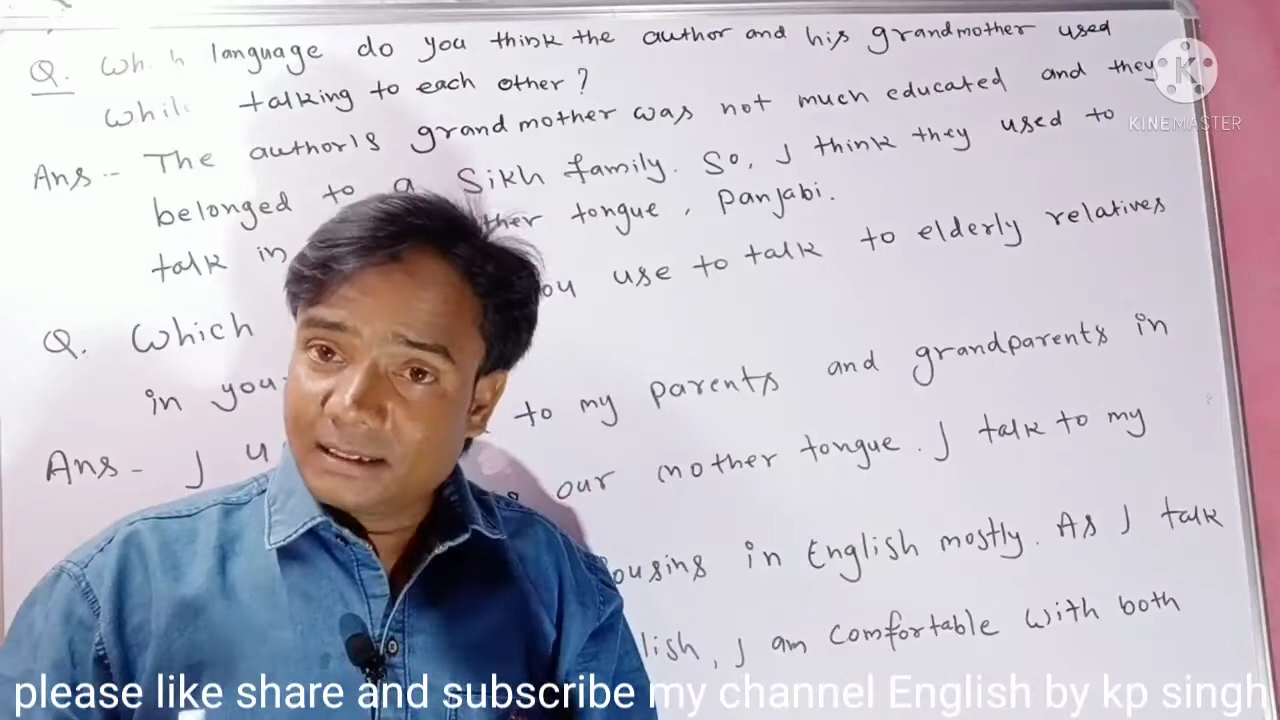 Q. Which language do you think the author and his grandmother used
while talking to each other?
Ans:- The author's grandmother was not much educated and they
belonged to a Sikh family. So, I think they used to
talk in ther tongue, Panjabi.
Q. Which you use to talk to elderly relatives
in you
Ans- I u to my parents and grandparents in
our mother tongue. I talk to my
ousins in English mostly. As I talk
lish, I am comfortable with both
KINEMASTER
please like share and subscribe my channel English by kp singh